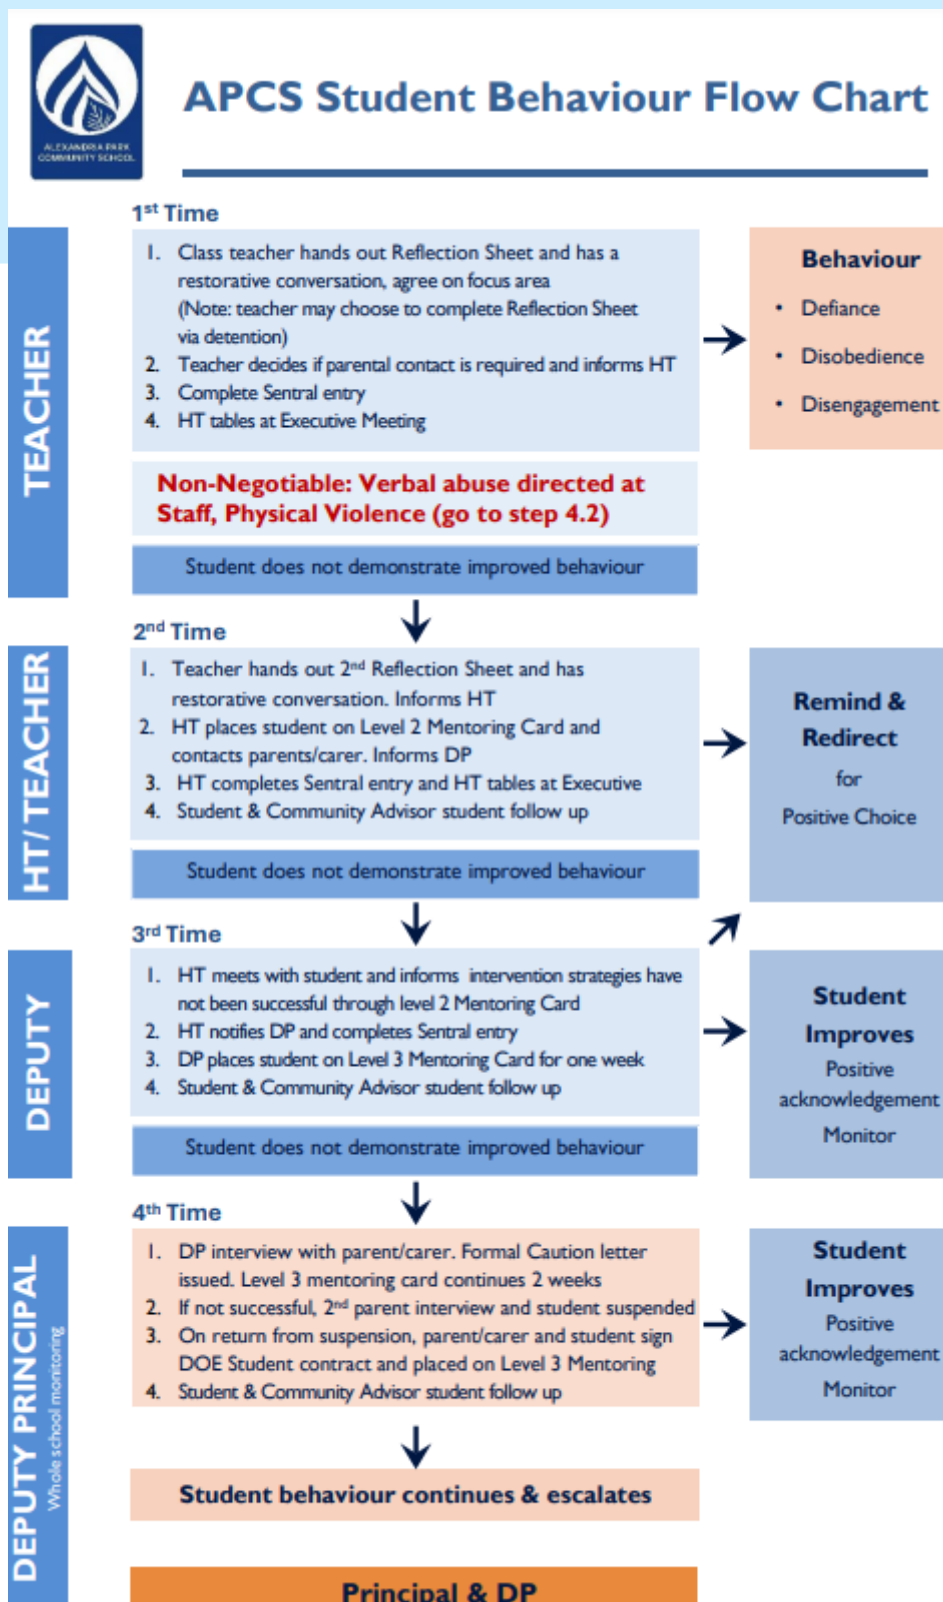 ALEXANDRIA PARK
COMMUNITY SCHOOL
APCS Student Behaviour Flow Chart
TEACHER
1st Time
1. Class teacher hands out Reflection Sheet and has a
restorative conversation, agree on focus area
(Note: teacher may choose to complete Reflection Sheet
via detention)
2. Teacher decides if parental contact is required and informs HT
3. Complete Sentral entry
4. HT tables at Executive Meeting
Behaviour
• Defiance
• Disobedience
• Disengagement
Non-Negotiable: Verbal abuse directed at
Staff, Physical Violence (go to step 4.2)
Student does not demonstrate improved behaviour
HT/ TEACHER
2nd Time
1. Teacher hands out 2nd Reflection Sheet and has
restorative conversation. Informs HT
2. HT places student on Level 2 Mentoring Card and
contacts parents/carer. Informs DP
3. HT completes Sentral entry and HT tables at Executive
4. Student & Community Advisor student follow up
Remind &
Redirect
for
Positive Choice
Student does not demonstrate improved behaviour
DEPUTY
3rd Time
1. HT meets with student and informs intervention strategies have
not been successful through level 2 Mentoring Card
2. HT notifies DP and completes Sentral entry
3. DP places student on Level 3 Mentoring Card for one week
4. Student & Community Advisor student follow up
Student
Improves
Positive
acknowledgement
Monitor
Student does not demonstrate improved behaviour
DEPUTY PRINCIPAL
Whole school monitoring
4th Time
1. DP interview with parent/carer. Formal Caution letter
issued. Level 3 mentoring card continues 2 weeks
2. If not successful, 2nd parent interview and student suspended
3. On return from suspension, parent/carer and student sign
DOE Student contract and placed on Level 3 Mentoring
4. Student & Community Advisor student follow up
Student
Improves
Positive
acknowledgement
Monitor
Student behaviour continues & escalates
Principal & DP